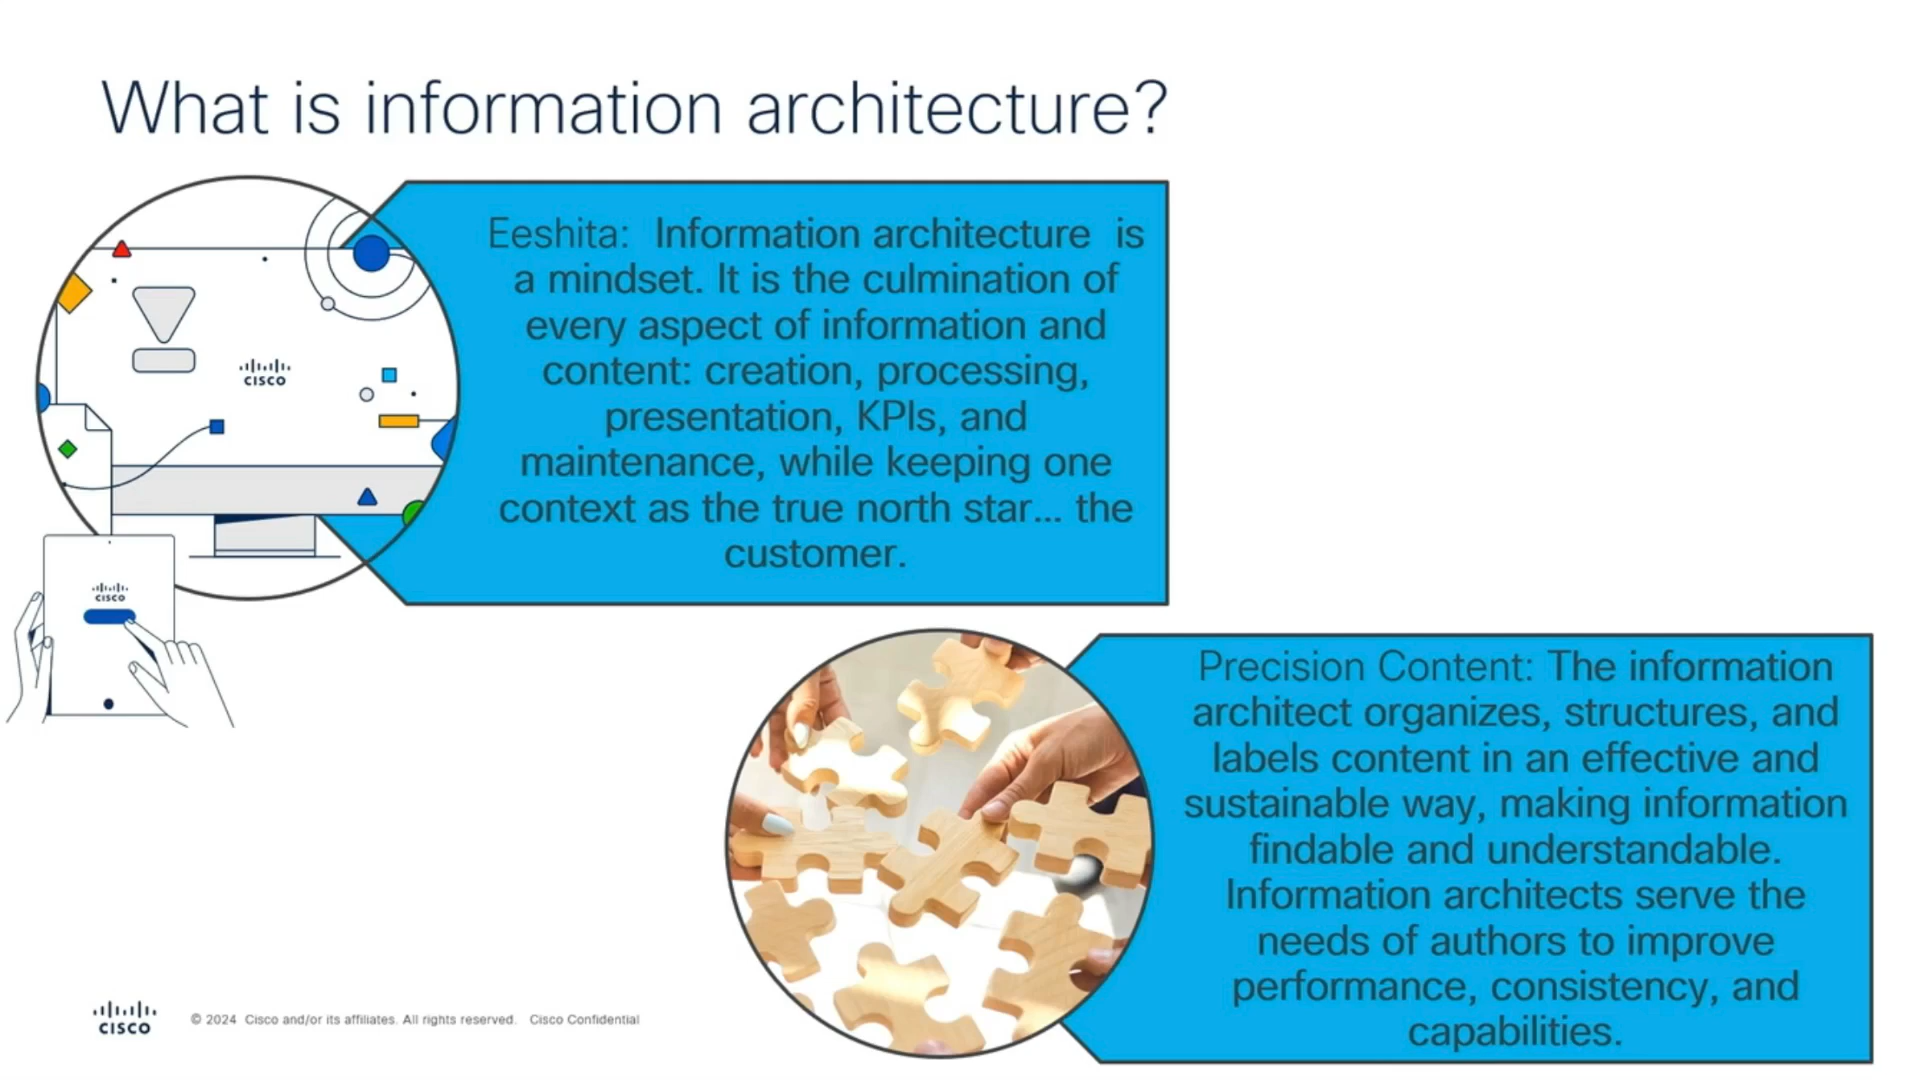 What is information architecture?
Eeshita: Information architecture is
a mindset. It is the culmination of
every aspect of information and
content: creation, processing,
presentation, KPIs, and
maintenance, while keeping one
context as the true north star... the
customer.
CISCO
CISCO
Precision Content: The information
architect organizes, structures, and
labels content in an effective and
sustainable way, making information
findable and understandable.
Information architects serve the
needs of authors to improve
performance, consistency, and
capabilities.
CISCO
© 2024 Cisco and/or its affiliates. All rights reserved. Cisco Confidential